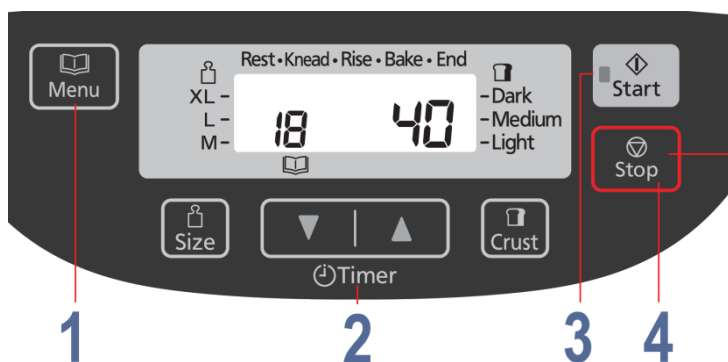 Menu
Rest • Knead • Rise • Bake • End
XL -
L -
M -
18
40
- Dark
- Medium
- Light
Start
Stop
Size
Timer
Crust
1
2
3
4